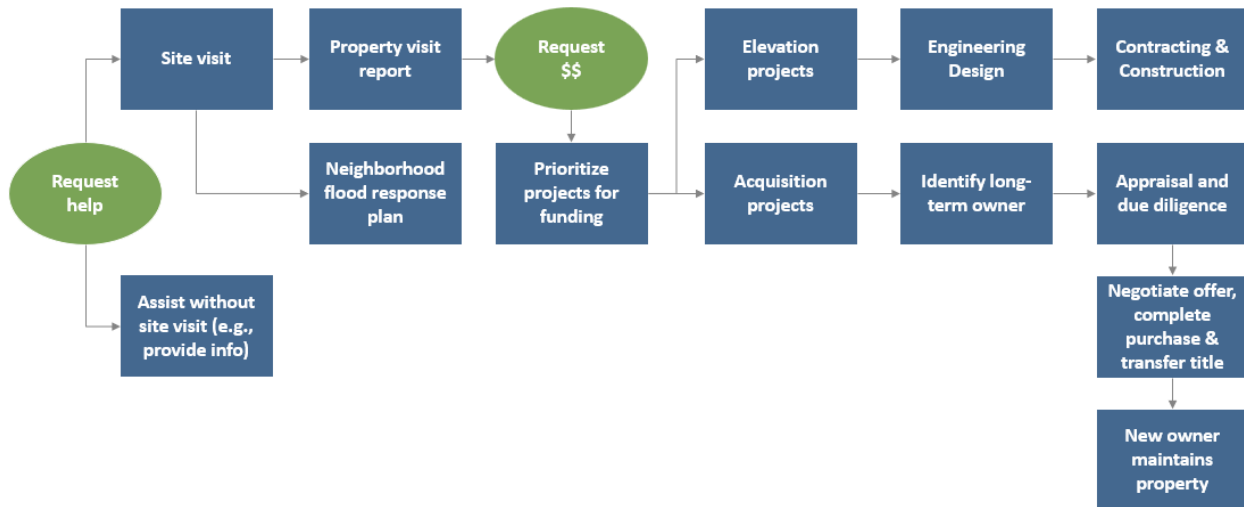 Site visit
Property visit
report
Request
$$
Elevation
projects
Engineering
Design
Contracting &
Construction
Request
help
Neighborhood
flood response
plan
Prioritize
projects for
funding
Acquisition
projects
Identify long-
term owner
Appraisal and
due diligence
Assist without
site visit (e.g.,
provide info)
Negotiate offer,
complete
purchase &
transfer title
New owner
maintains
property